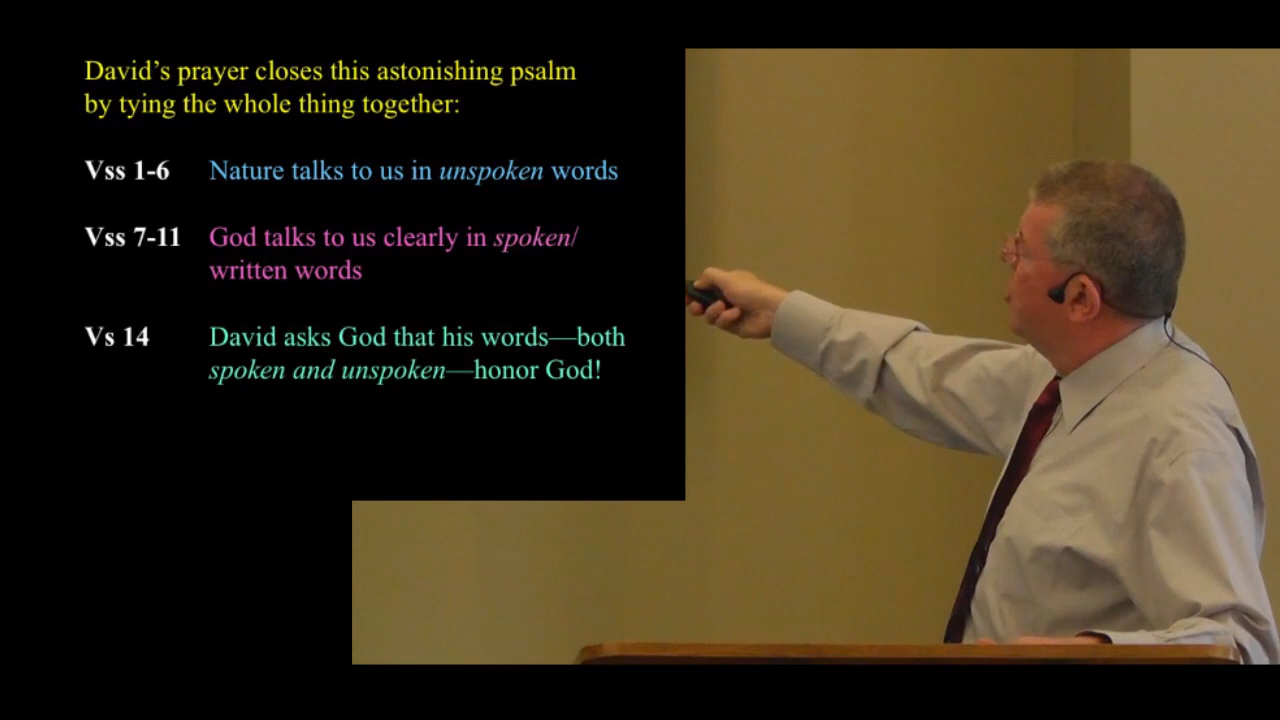 David’s prayer closes this astonishing psalm
by tying the whole thing together:
Vss 1-6 Nature talks to us in unspoken words
Vss 7-11 God talks to us clearly in spoken/
written words
Vs 14 David asks God that his words—both
spoken and unspoken—honor God!